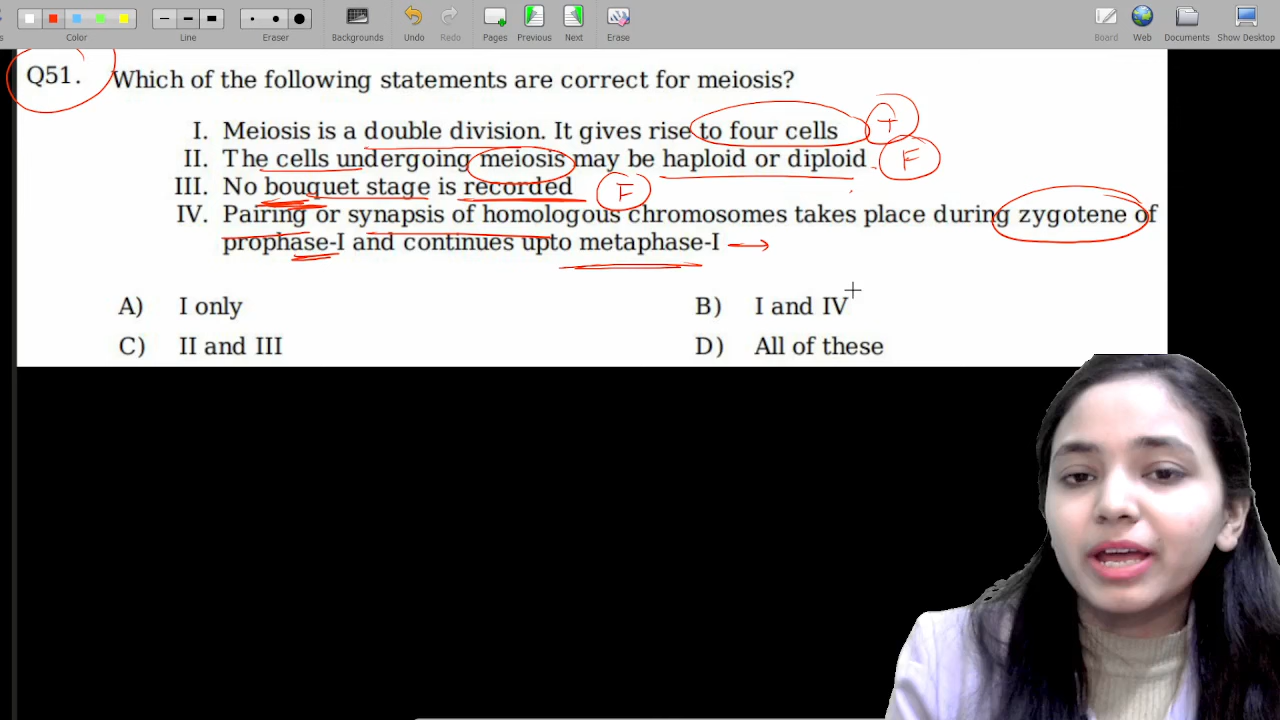 Color
Line
Eraser
Backgrounds
Undo
Redo
Pages
Previous
Next
Erase
Board
Web
Documents
Show Desktop
Q51. Which of the following statements are correct for meiosis?
I. Meiosis is a double division. It gives rise to four cells T
II. The cells undergoing meiosis may be haploid or diploid F
III. No bouquet stage is recorded F
IV. Pairing or synapsis of homologous chromosomes takes place during zygotene of
prophase-I and continues upto metaphase-I →
A) I only B) I and IV
C) II and III D) All of these